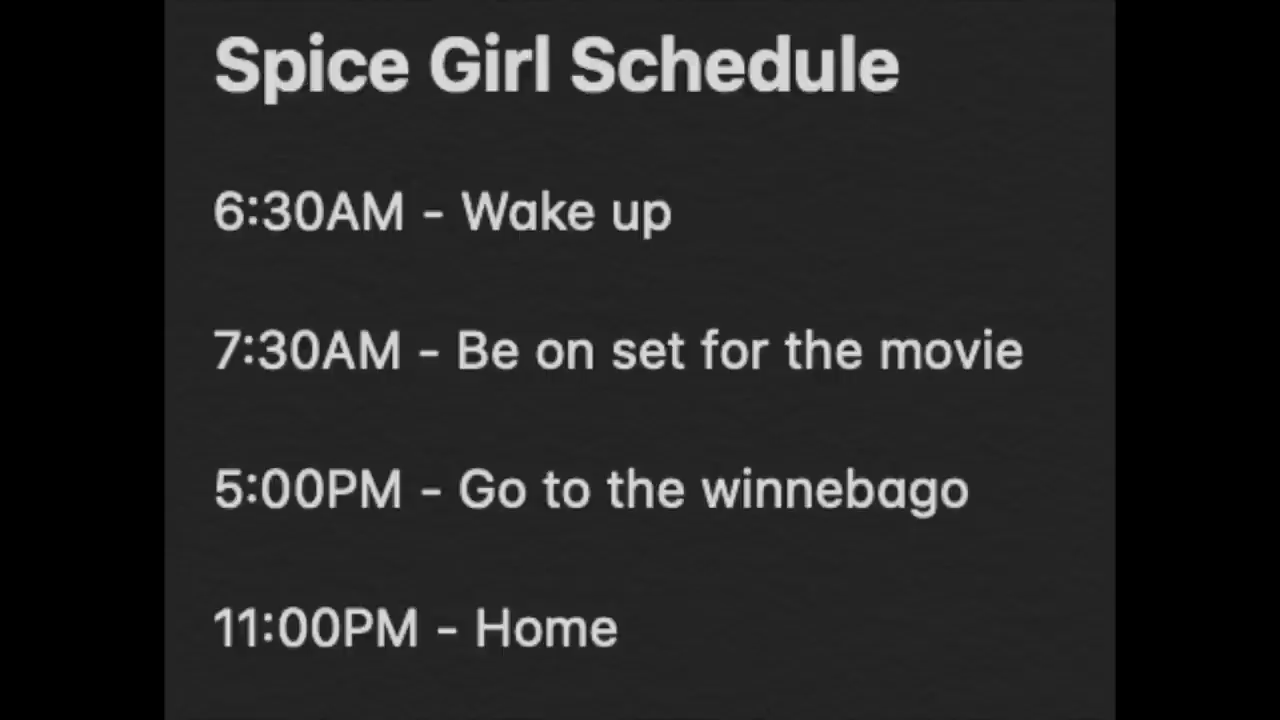 Spice Girl Schedule
6:30AM - Wake up
7:30AM - Be on set for the movie
5:00PM - Go to the winnebago
11:00PM - Home